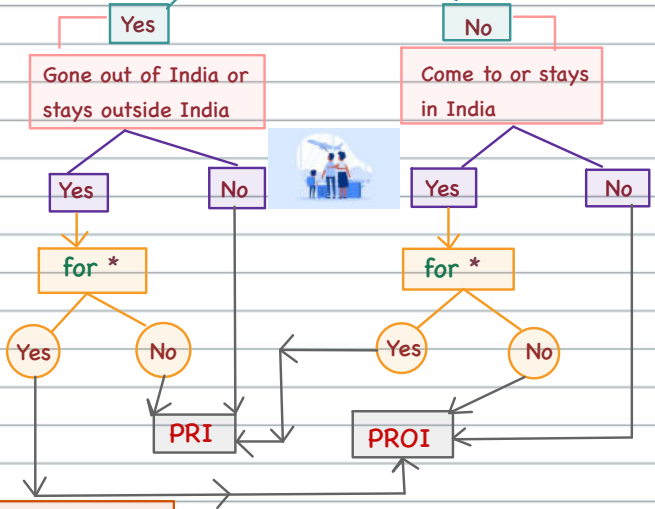 Yes
No
Gone out of India or
stays outside India
Come to or stays
in India
Yes
No
Yes
No
for *
for *
Yes
No
Yes
No
PRI
PROI